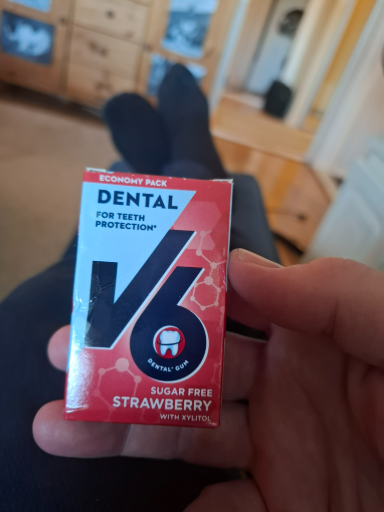 ECONOMY PACK
DENTAL
FOR TEETH
PROTECTION*
V6
DENTAL* GUM
SUGAR FREE
STRAWBERRY
WITH XYLITOL